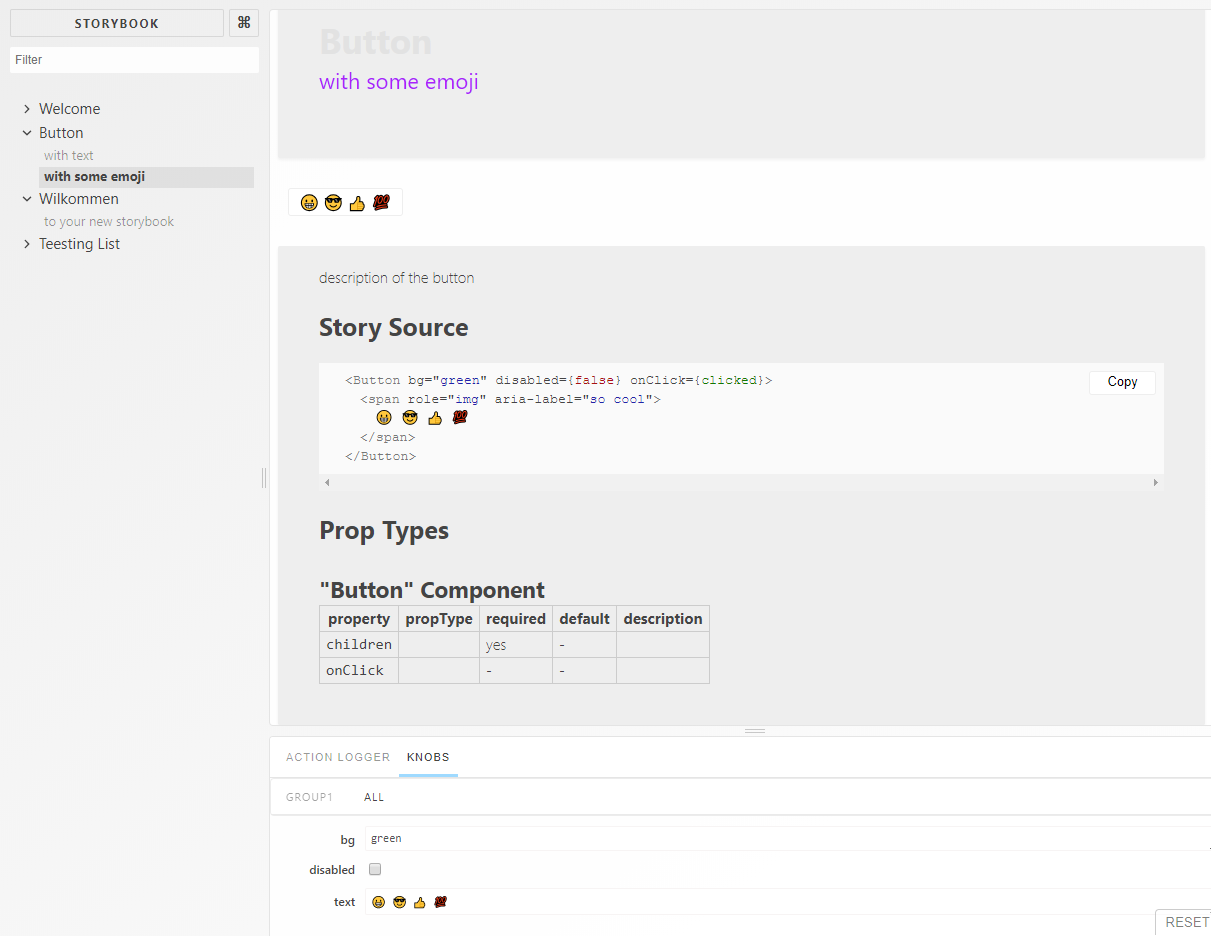 STORYBOOK ⌘
Filter
Welcome
Button
with text
with some emoji
Wilkommen
to your new storybook
Teesting List
Button
with some emoji
😀 😎 👍 💯
description of the button
Story Source
<Button bg="green" disabled={false} onClick={clicked}>
<span role="img" aria-label="so cool">
😀 😎 👍 💯
</span>
</Button>
Copy
Prop Types
"Button" Component
property propType required default description
children yes -
onClick - -
ACTION LOGGER KNOBS
GROUP1 ALL
bg green
disabled
text 😀 😎 👍 💯
RESET